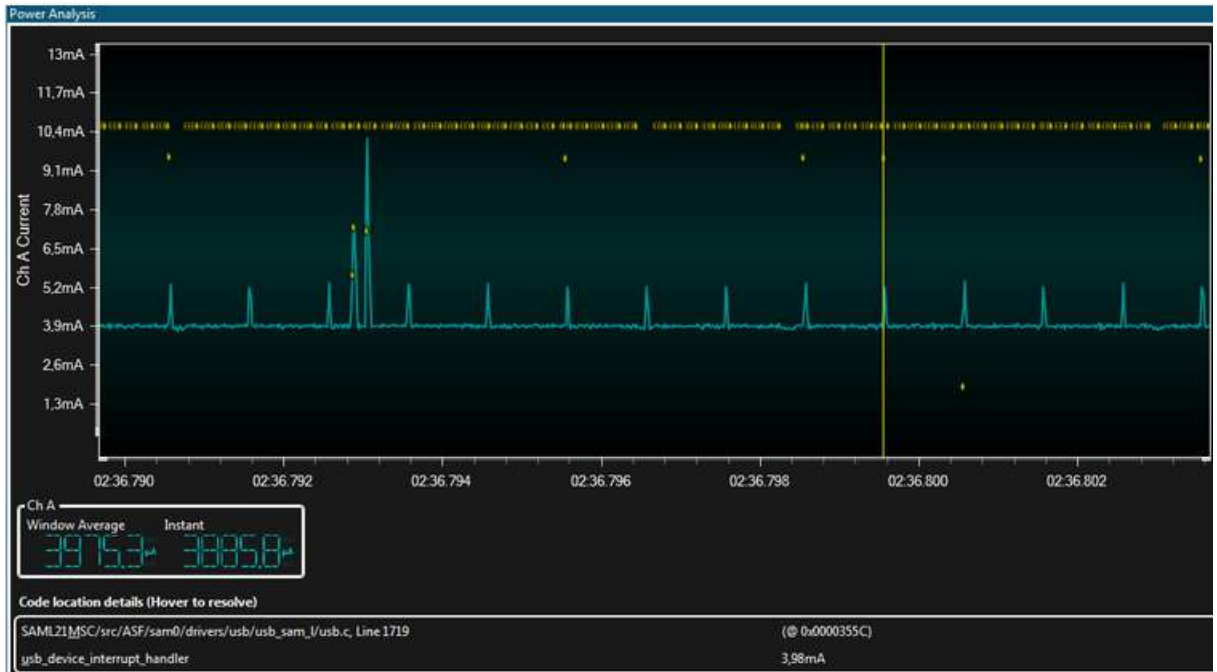 Power Analysis
13mA
11,7mA
10,4mA
9,1mA
7,8mA
6,5mA
5,2mA
3,9mA
2,6mA
1,3mA
Ch A Current
02:36.790 02:36.792 02:36.794 02:36.796 02:36.798 02:36.800 02:36.802
Ch A
Window Average Instant
3975.3 µA 3885.8 µA
Code location details (Hover to resolve)
SAML21MSC/src/ASF/sam0/drivers/usb/usb_sam_l/usb.c, Line 1719 (@ 0x0000355C)
usb_device_interrupt_handler 3,98mA